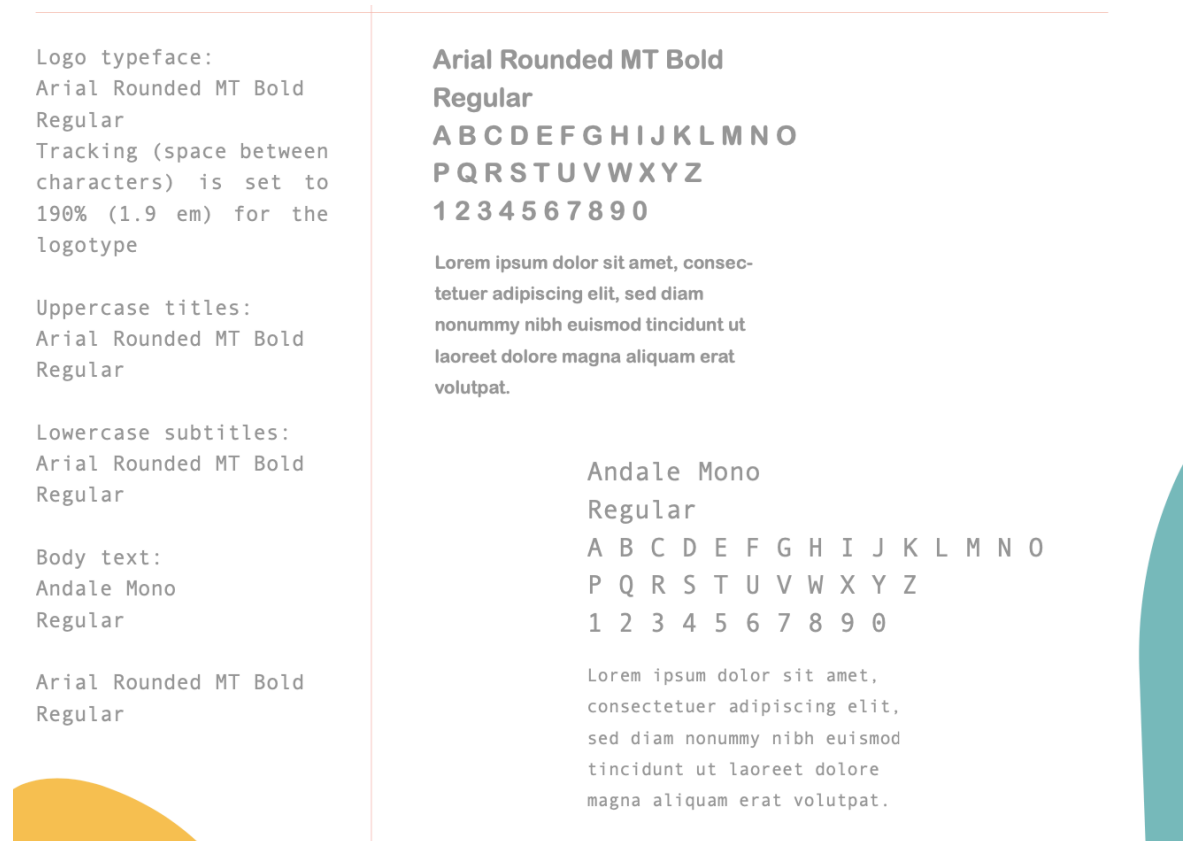 Logo typeface:
Arial Rounded MT Bold
Regular
Tracking (space between
characters) is set to
190% (1.9 em) for the
logotype
Uppercase titles:
Arial Rounded MT Bold
Regular
Lowercase subtitles:
Arial Rounded MT Bold
Regular
Body text:
Andale Mono
Regular
Arial Rounded MT Bold
Regular
Arial Rounded MT Bold
Regular
A B C D E F G H I J K L M N O
P Q R S T U V W X Y Z
1 2 3 4 5 6 7 8 9 0
Lorem ipsum dolor sit amet, consec-
tetuer adipiscing elit, sed diam
nonummy nibh euismod tincidunt ut
laoreet dolore magna aliquam erat
volutpat.
Andale Mono
Regular
A B C D E F G H I J K L M N O
P Q R S T U V W X Y Z
1 2 3 4 5 6 7 8 9 0
Lorem ipsum dolor sit amet,
consectetuer adipiscing elit,
sed diam nonummy nibh euismod
tincidunt ut laoreet dolore
magna aliquam erat volutpat.